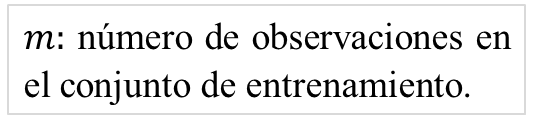 m: número de observaciones en
el conjunto de entrenamiento.